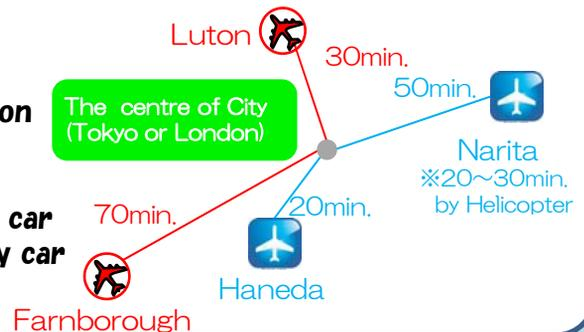 Luton
30min.
50min.
on
The centre of City
(Tokyo or London)
Narita
※20～30min.
by Helicopter
car
70min.
20min.
y car
Haneda
Farnborough